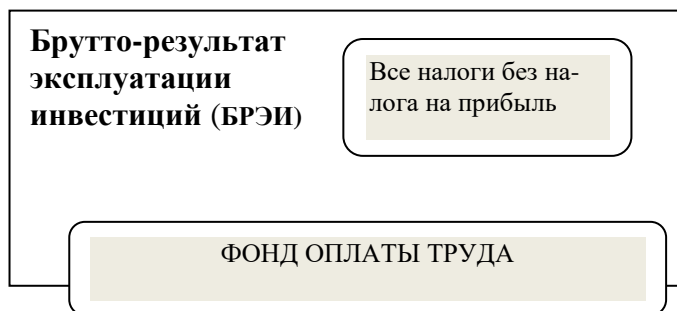 Брутто-результат
эксплуатации
инвестиций (БРЭИ)
Все налоги без на-
лога на прибыль
ФОНД ОПЛАТЫ ТРУДА